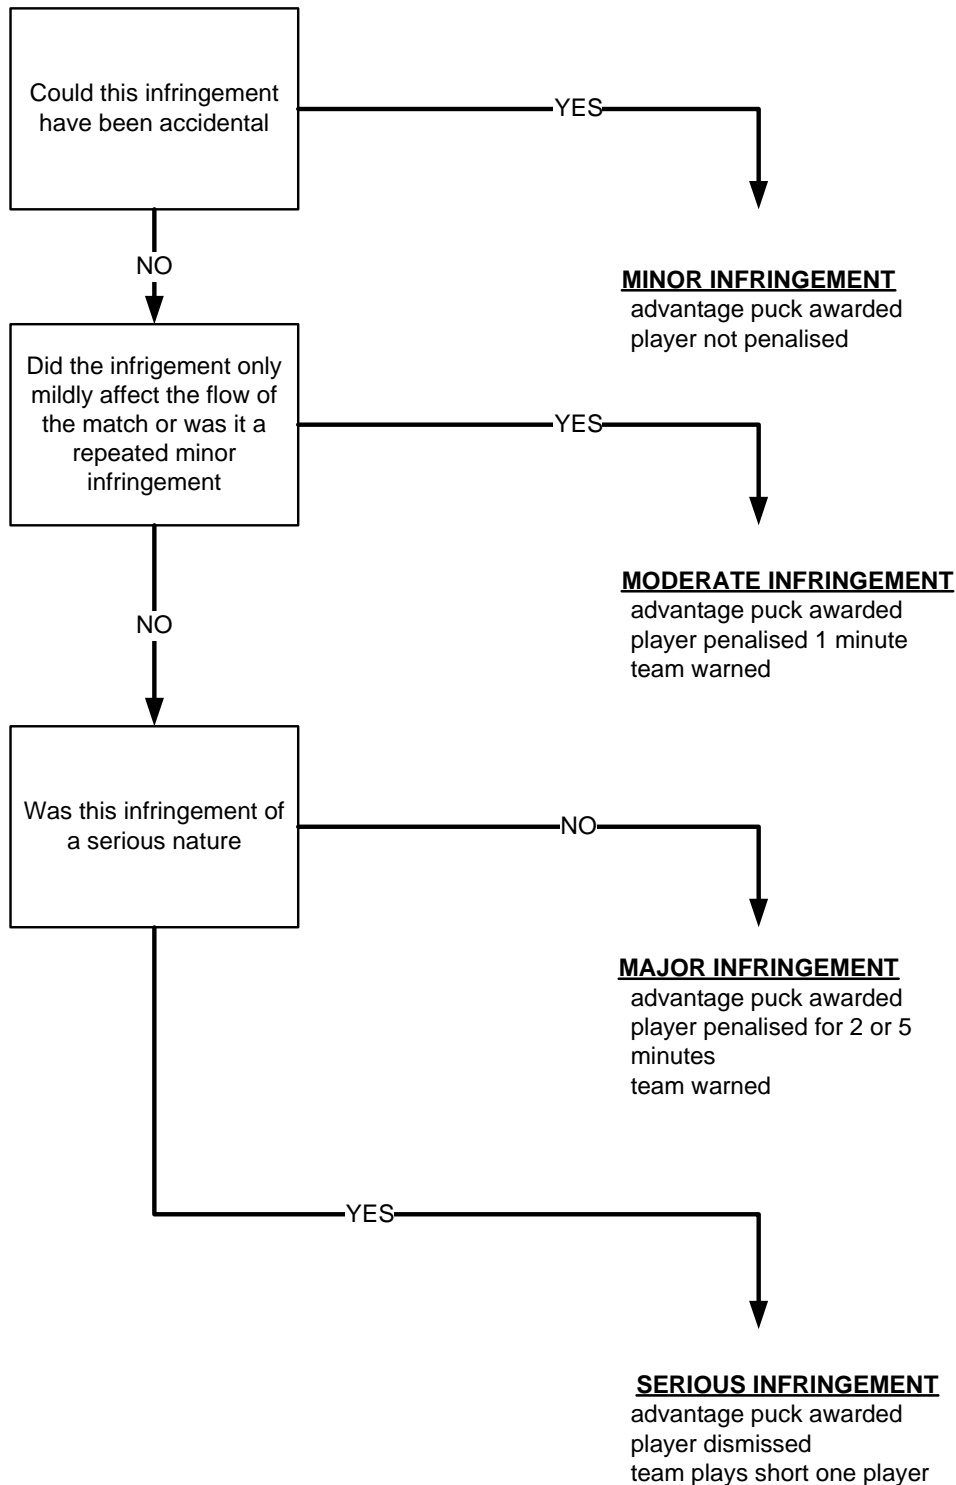 Could this infringement
have been accidental
YES
NO
MINOR INFRINGEMENT
advantage puck awarded
player not penalised
Did the infrigement only
mildly affect the flow of
the match or was it a
repeated minor
infringement
YES
NO
MODERATE INFRINGEMENT
advantage puck awarded
player penalised 1 minute
team warned
Was this infringement of
a serious nature
NO
MAJOR INFRINGEMENT
advantage puck awarded
player penalised for 2 or 5
minutes
team warned
YES
SERIOUS INFRINGEMENT
advantage puck awarded
player dismissed
team plays short one player